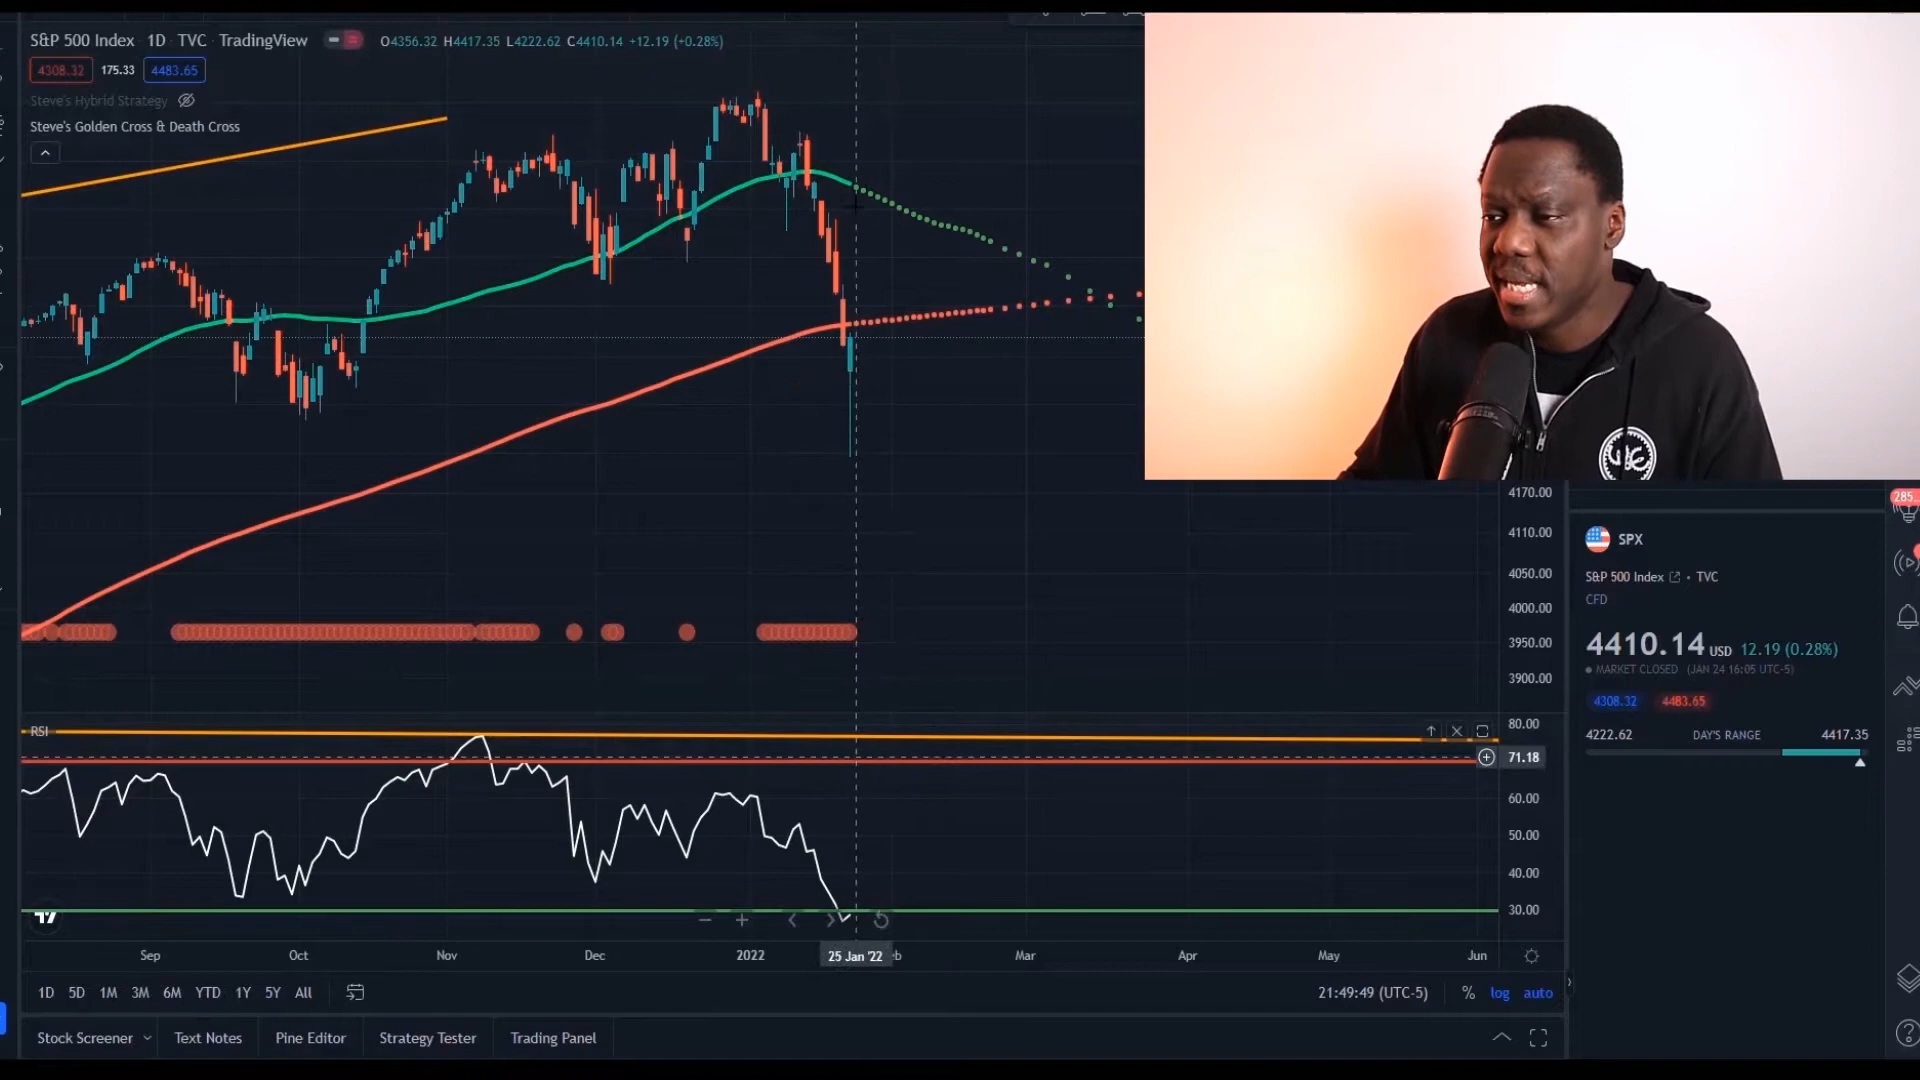 S&P 500 Index 1D TVC TradingView
O4356.32 H4417.35 L4222.62 C4410.14 +12.19 (+0.28%)
4308.32 175.33 4483.65
Steve's Hybrid Strategy
Steve's Golden Cross & Death Cross
4170.00
4110.00
4050.00
4000.00
3950.00
3900.00
285...
SPX
S&P 500 Index • TVC
CFD
4410.14 USD 12.19 (0.28%)
MARKET CLOSED (JAN 24 16:05 UTC-5)
4308.32 4483.65
4222.62 DAY'S RANGE 4417.35
RSI
80.00
71.18
60.00
50.00
40.00
30.00
Sep Oct Nov Dec 2022 25 Jan '22 Mar Apr May Jun
1D 5D 1M 3M 6M YTD 1Y 5Y All
21:49:49 (UTC-5) % log auto
Stock Screener Text Notes Pine Editor Strategy Tester Trading Panel